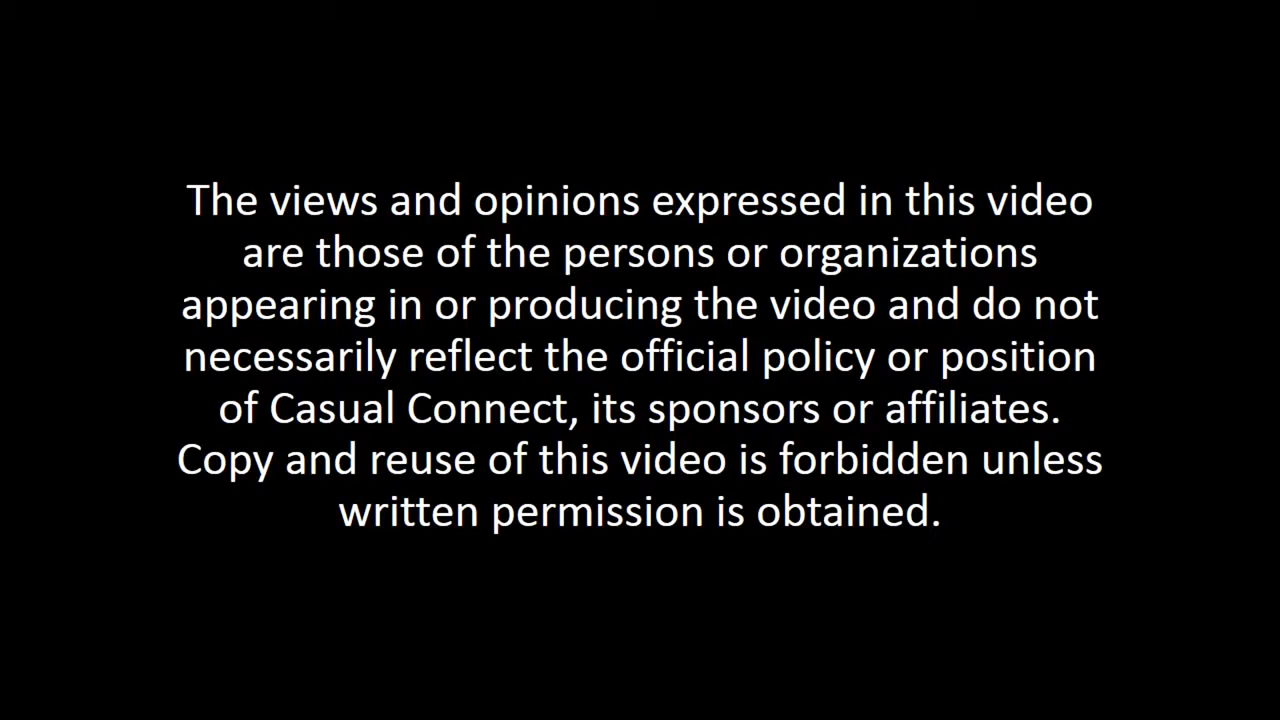 The views and opinions expressed in this video
are those of the persons or organizations
appearing in or producing the video and do not
necessarily reflect the official policy or position
of Casual Connect, its sponsors or affiliates.
Copy and reuse of this video is forbidden unless
written permission is obtained.